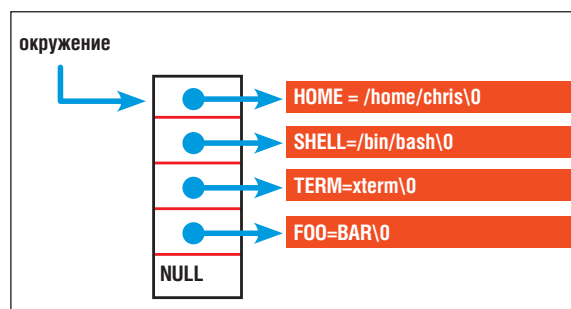 окружение
HOME = /home/chris\0
SHELL=/bin/bash\0
TERM=xterm\0
FOO=BAR\0
NULL